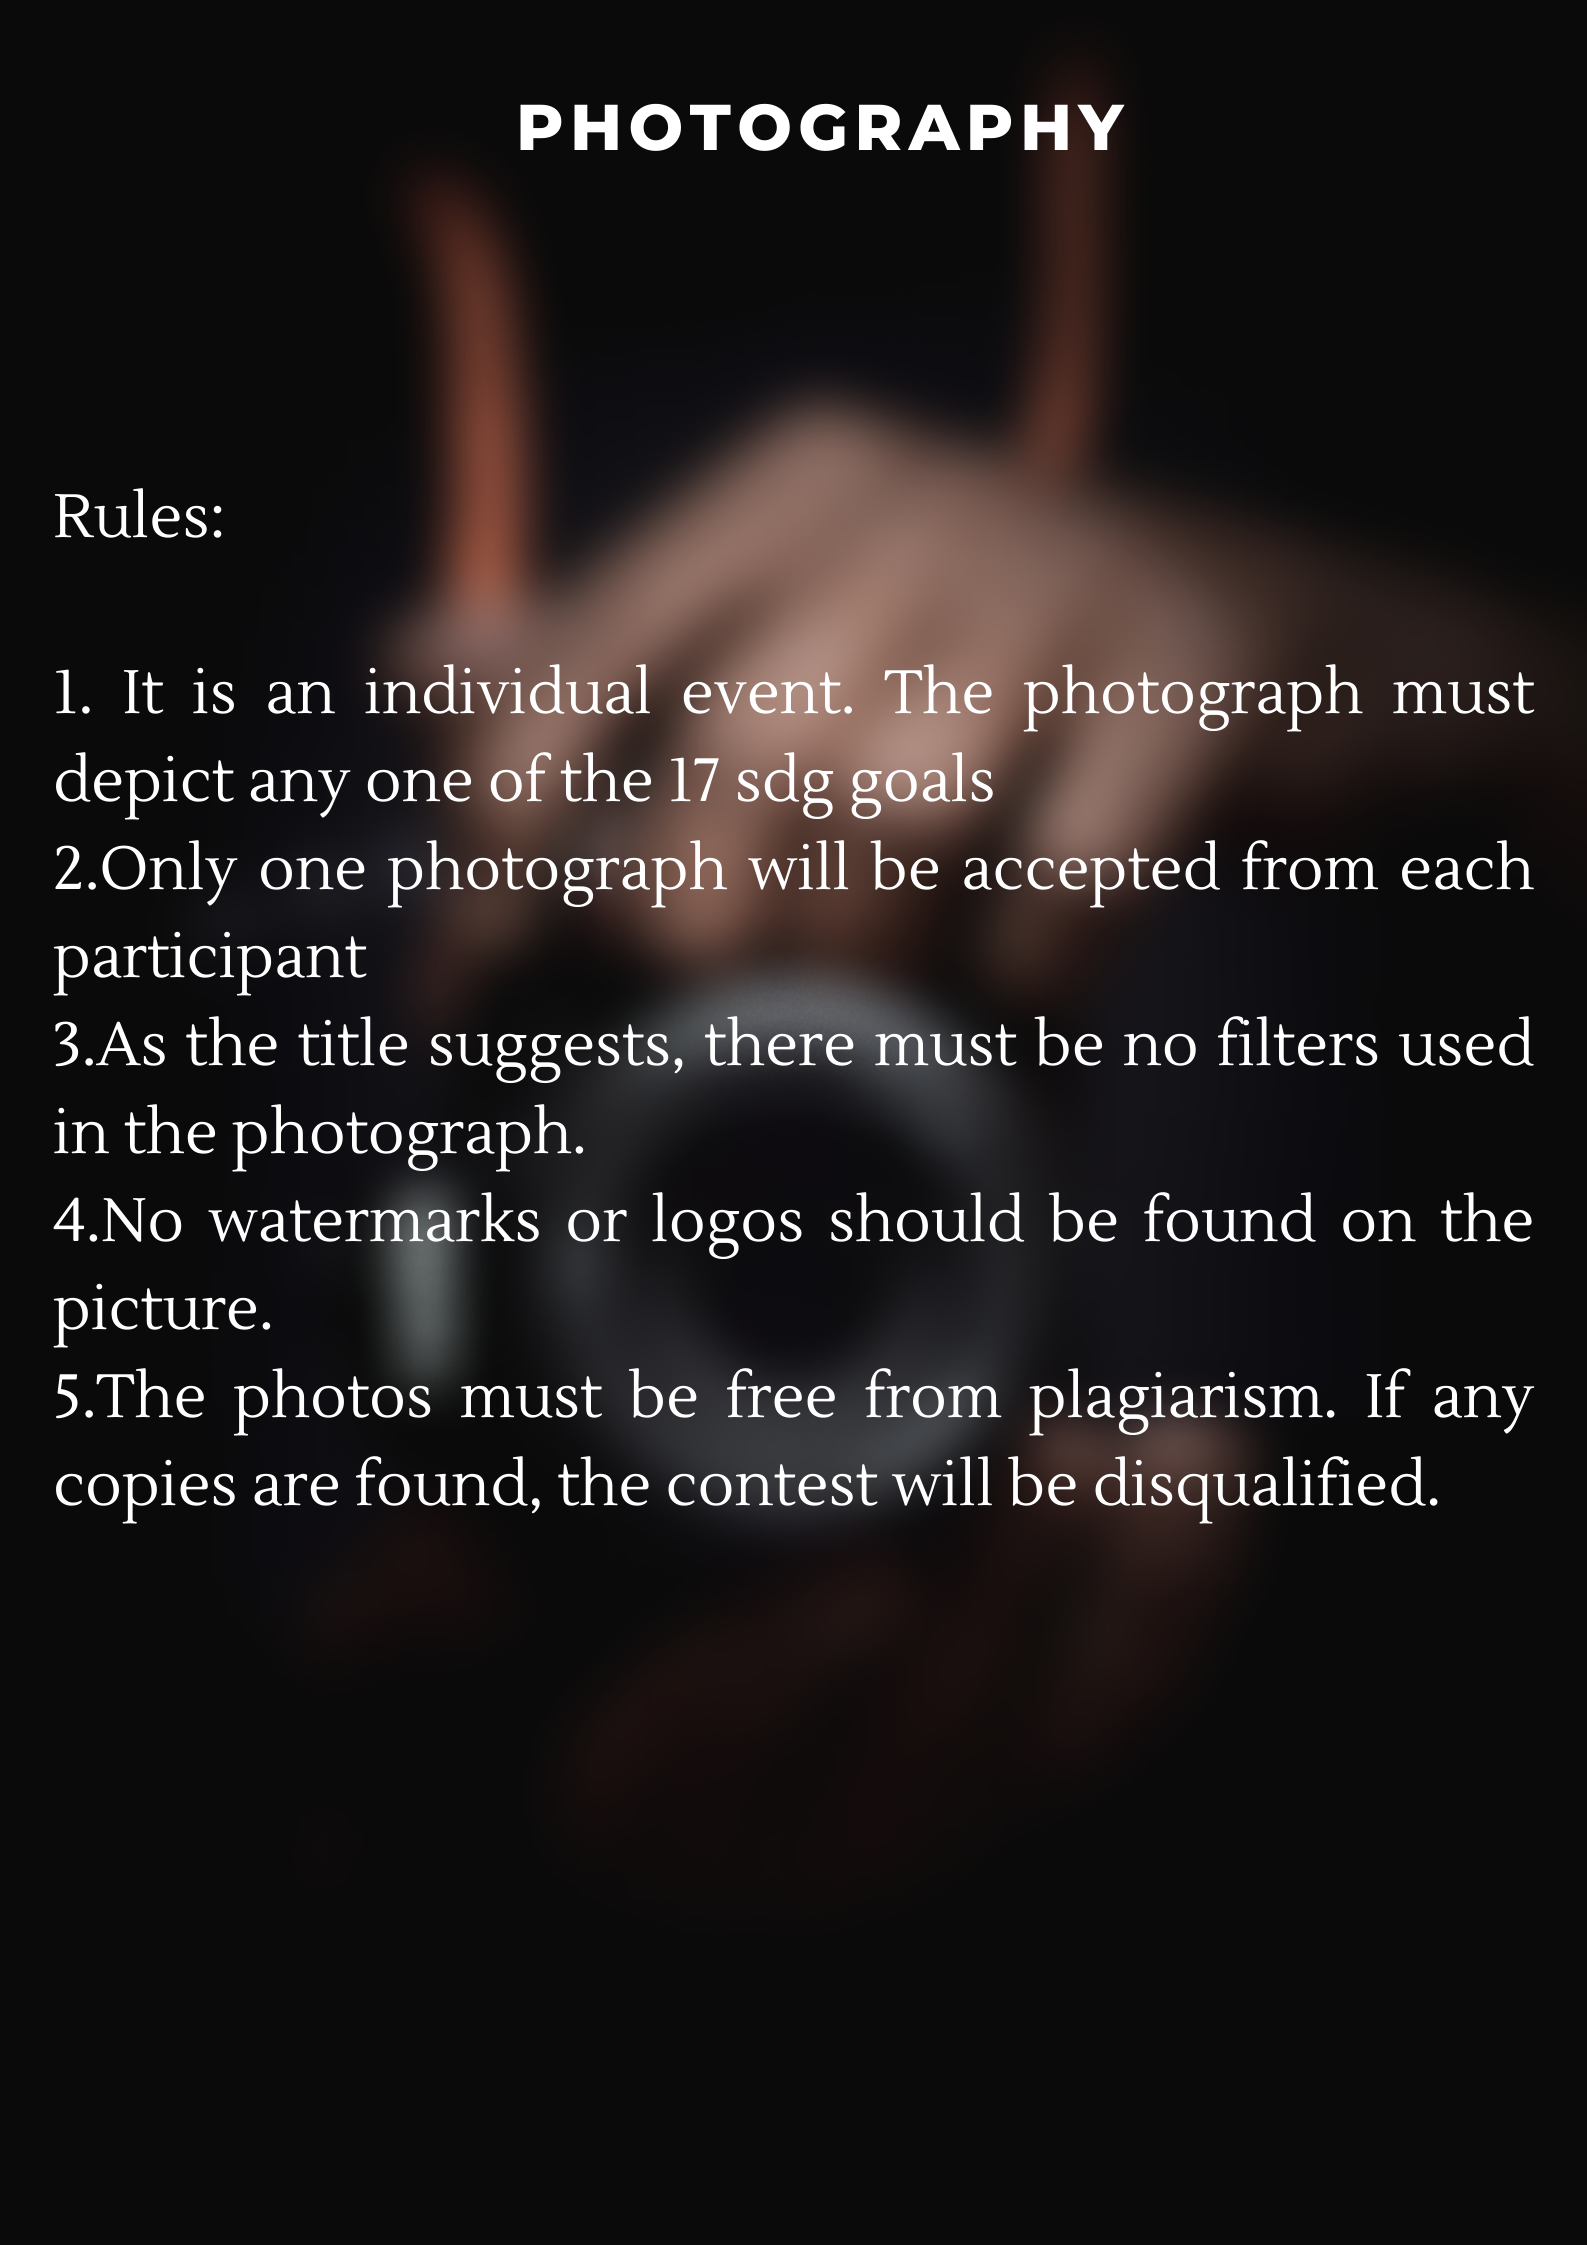 PHOTOGRAPHY
Rules:
1. It is an individual event. The photograph must
depict any one of the 17 sdg goals
2.Only one photograph will be accepted from each
participant
3.As the title suggests, there must be no filters used
in the photograph.
4.No watermarks or logos should be found on the
picture.
5.The photos must be free from plagiarism. If any
copies are found, the contest will be disqualified.